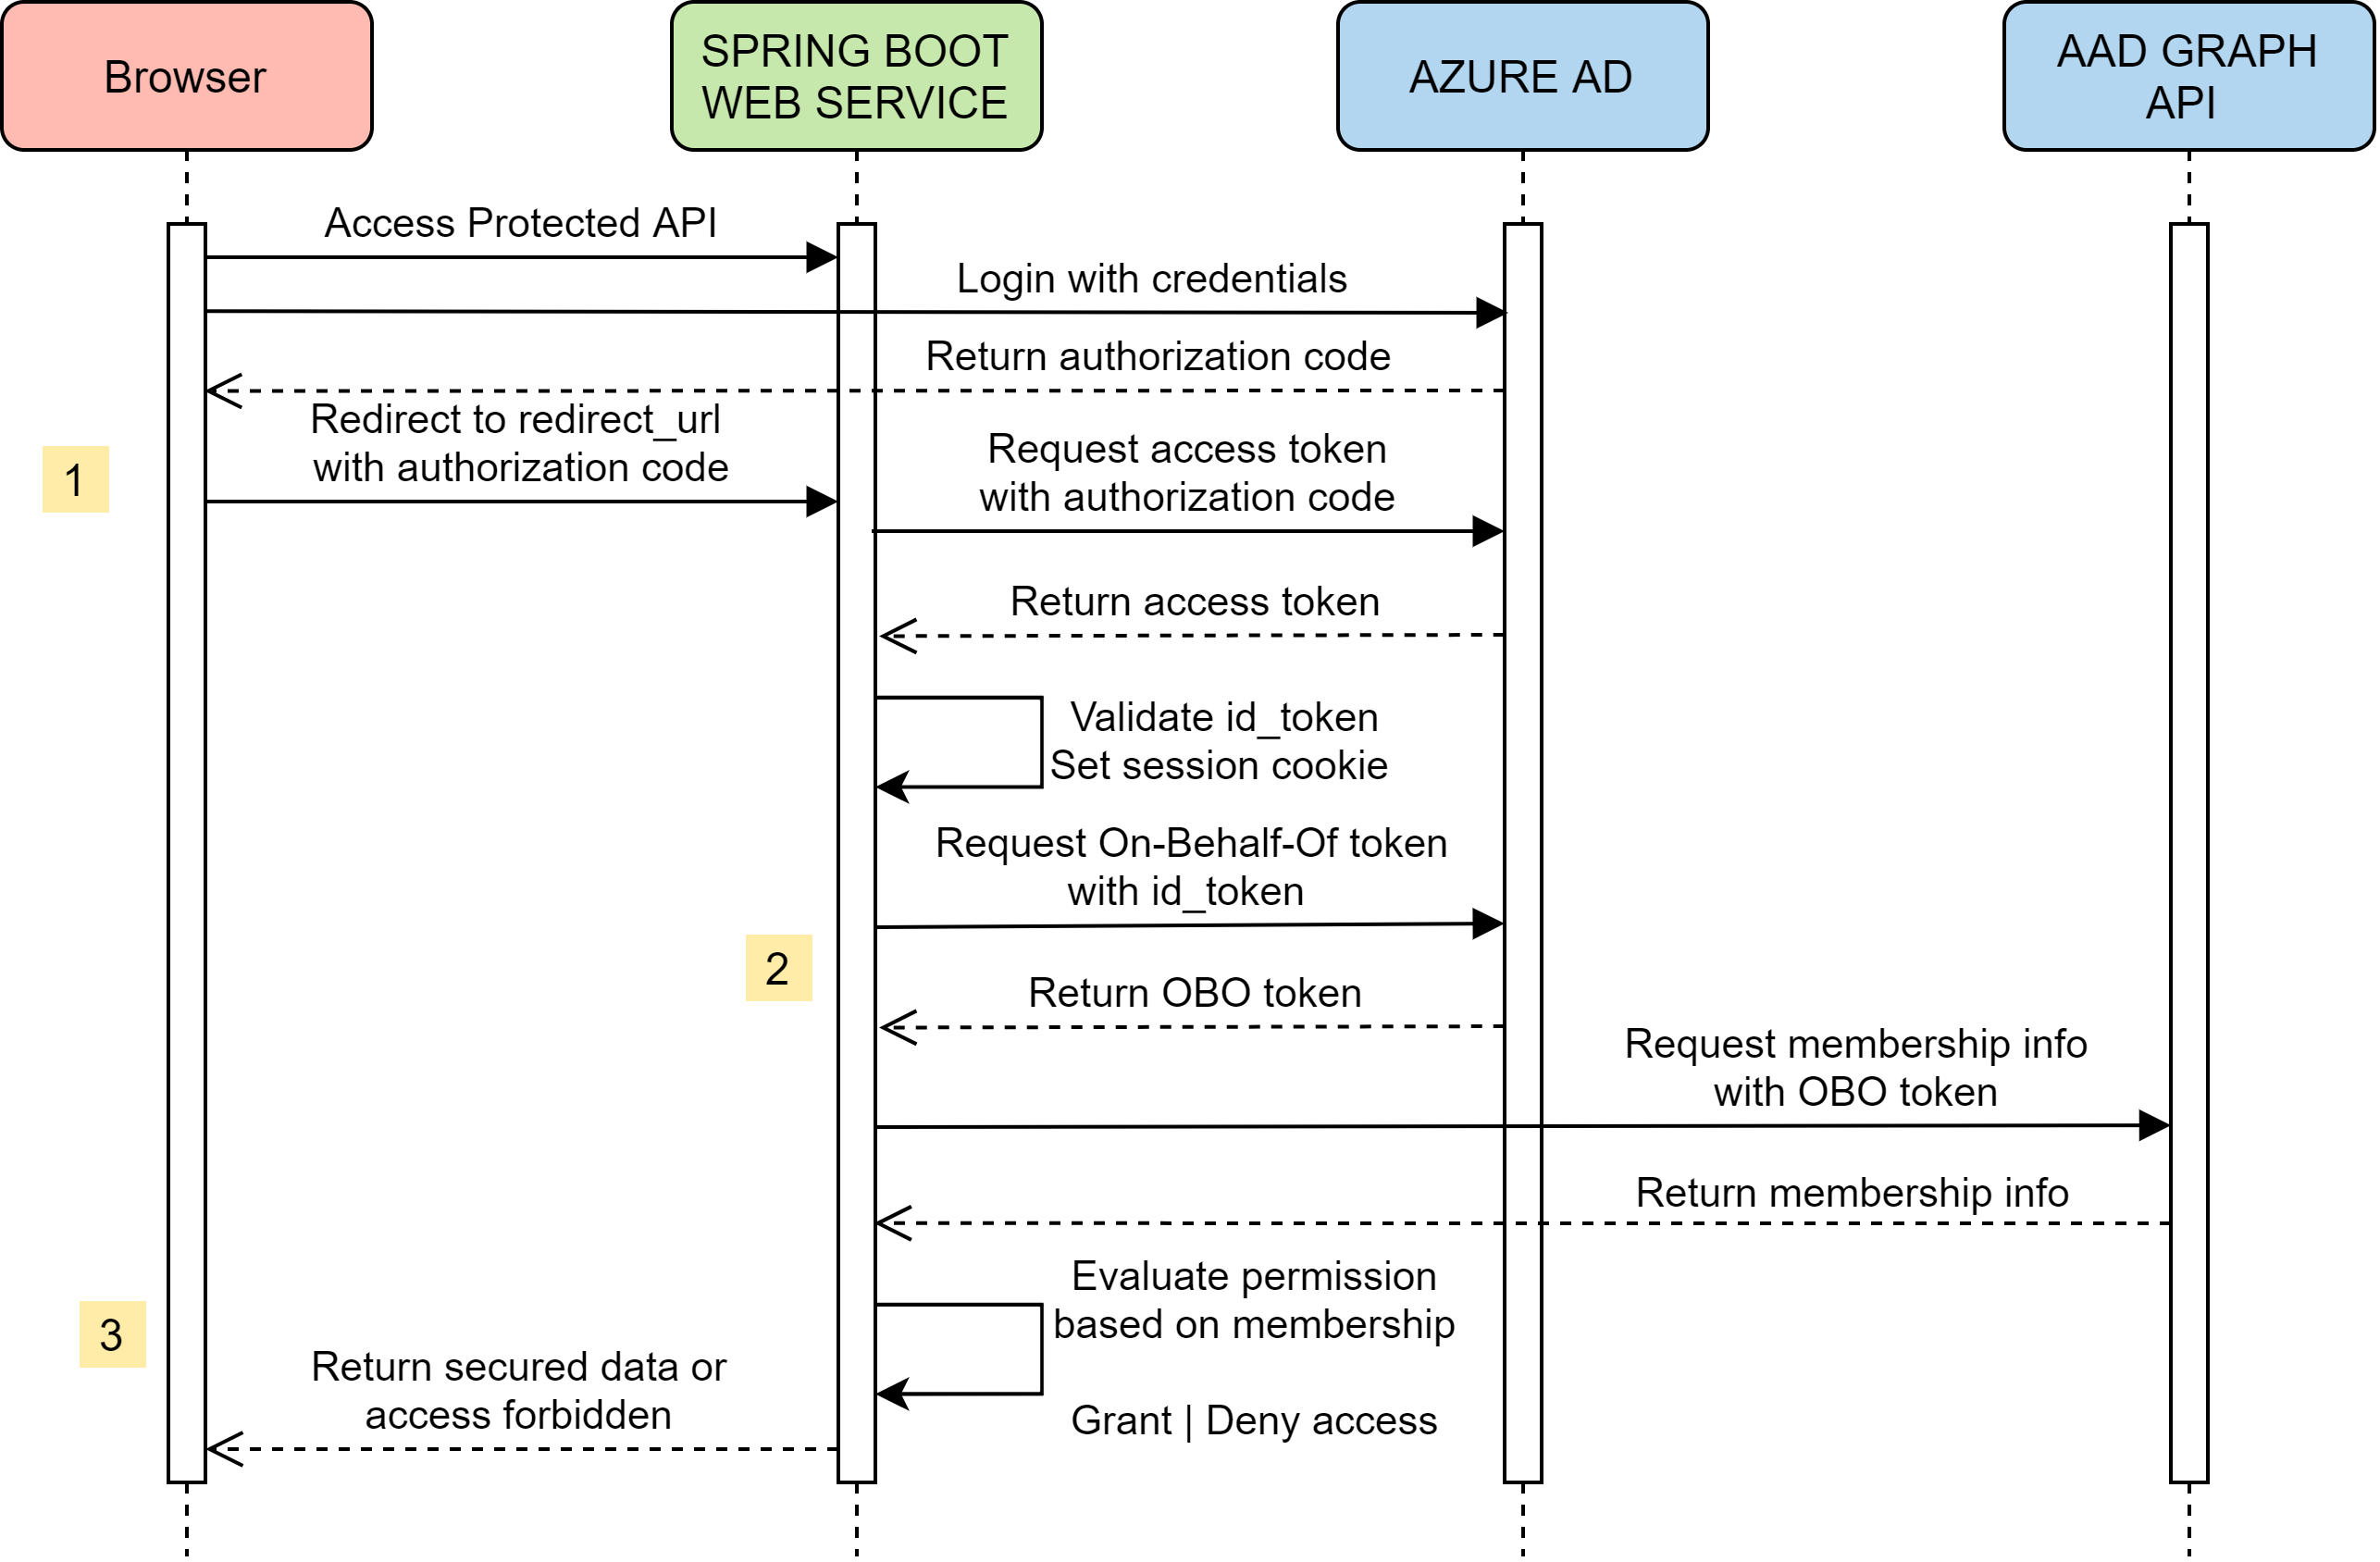 Browser
SPRING BOOT
WEB SERVICE
AZURE AD
AAD GRAPH
API
Access Protected API
Login with credentials
Return authorization code
Redirect to redirect_url
with authorization code
1
Request access token
with authorization code
Return access token
Validate id_token
Set session cookie
Request On-Behalf-Of token
with id_token
2
Return OBO token
Request membership info
with OBO token
Return membership info
Evaluate permission
based on membership
3
Return secured data or
access forbidden
Grant | Deny access